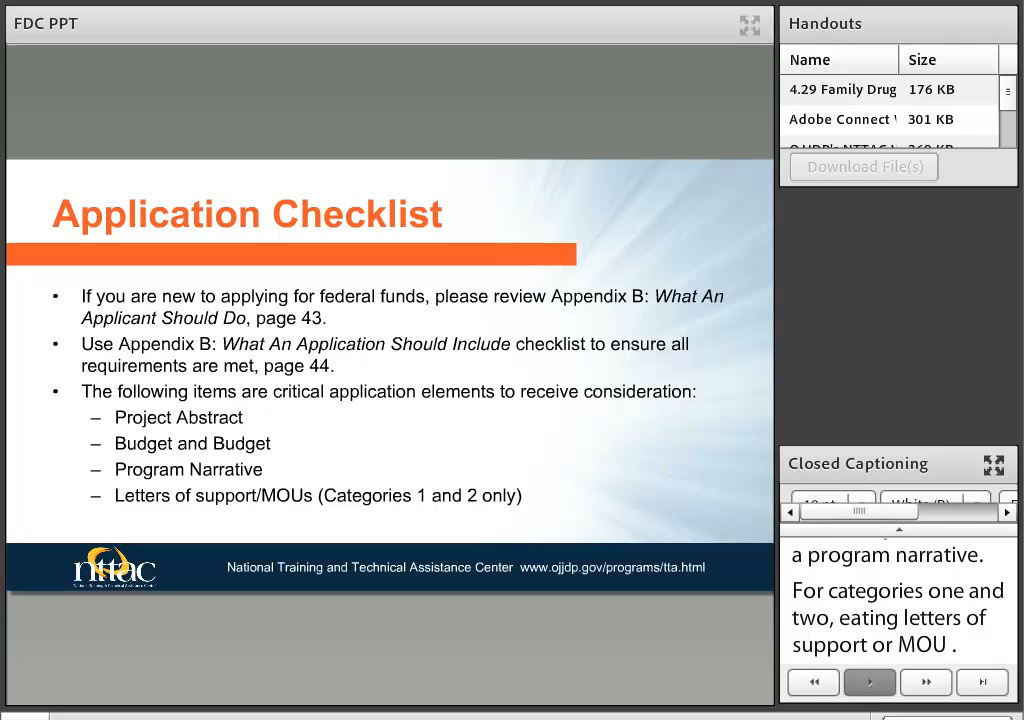 FDC PPT
Application Checklist
• If you are new to applying for federal funds, please review Appendix B: What An
Applicant Should Do, page 43.
• Use Appendix B: What An Application Should Include checklist to ensure all
requirements are met, page 44.
• The following items are critical application elements to receive consideration:
– Project Abstract
– Budget and Budget
– Program Narrative
– Letters of support/MOUs (Categories 1 and 2 only)
nttac
National Training and Technical Assistance Center www.ojjdp.gov/programs/tta.html
Handouts
Name Size
4.29 Family Drug 176 KB
Adobe Connect 301 KB
Download File(s)
Closed Captioning
a program narrative.
For categories one and
two, eating letters of
support or MOU .